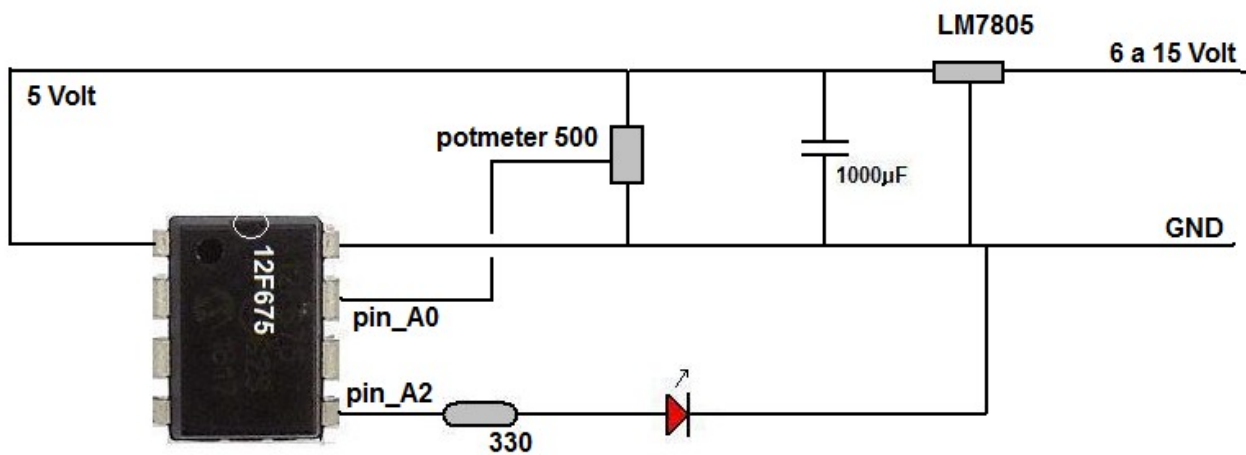 LM7805
6 a 15 Volt
5 Volt
potmeter 500
1000µF
GND
12F675
pin_A0
pin_A2
330